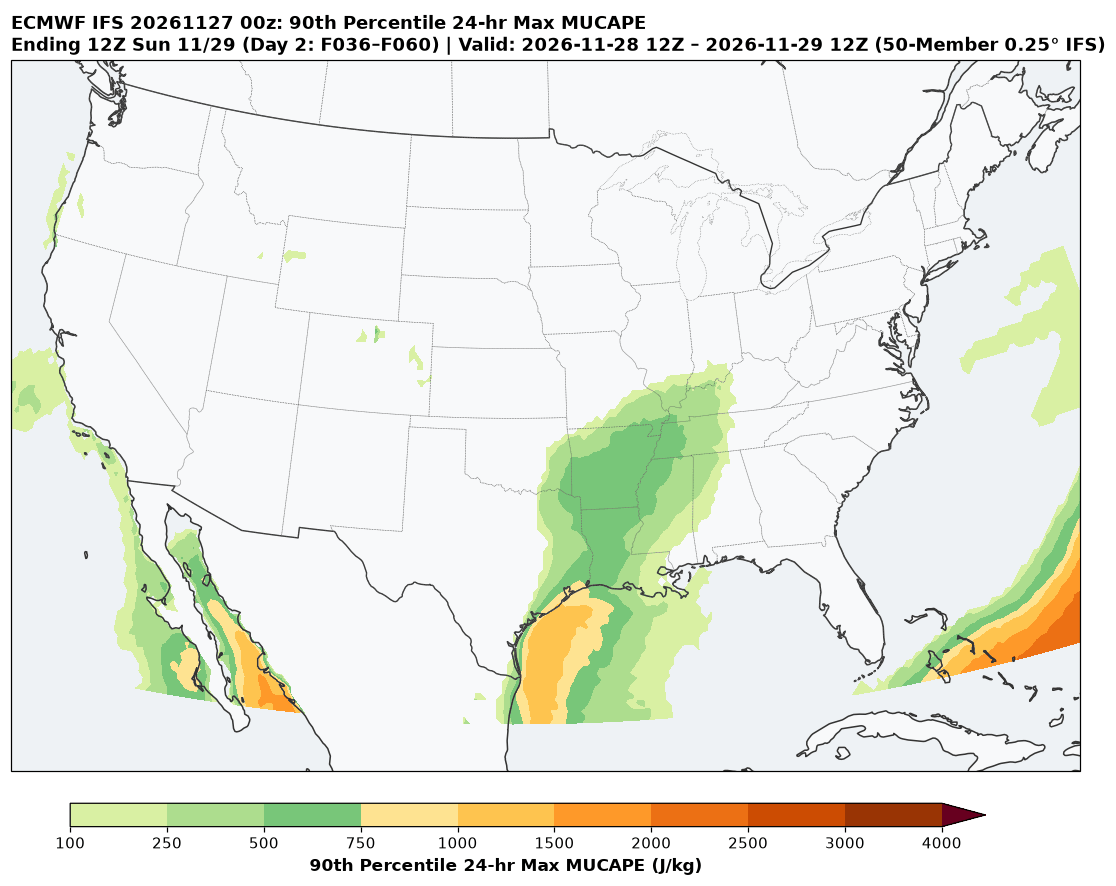 ECMWF IFS 20261127 00z: 90th Percentile 24-hr Max MUCAPE
Ending 12Z Sun 11/29 (Day 2: F036–F060) | Valid: 2026-11-28 12Z – 2026-11-29 12Z (50-Member 0.25° IFS)
100 250 500 750 1000 1500 2000 2500 3000 4000
90th Percentile 24-hr Max MUCAPE (J/kg)